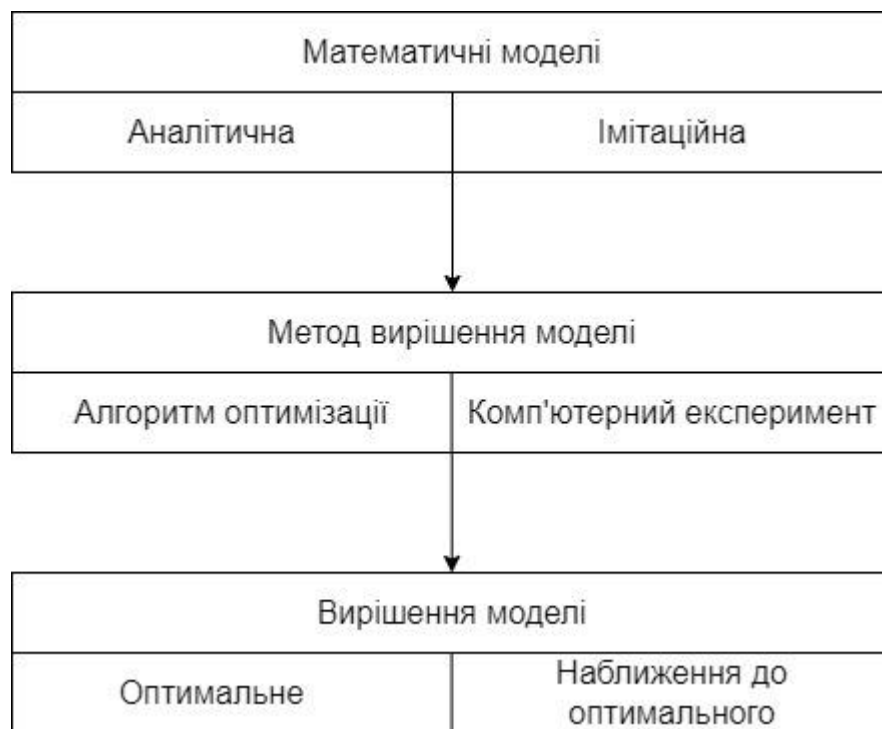 Математичні моделі
Аналітична
Імітаційна
Метод вирішення моделі
Алгоритм оптимізації
Комп'ютерний експеримент
Вирішення моделі
Оптимальне
Наближення до
оптимального